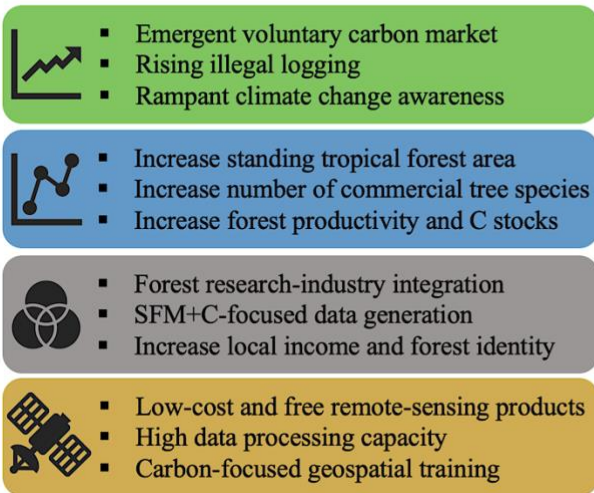 ▪ Emergent voluntary carbon market
▪ Rising illegal logging
▪ Rampant climate change awareness
▪ Increase standing tropical forest area
▪ Increase number of commercial tree species
▪ Increase forest productivity and C stocks
▪ Forest research-industry integration
▪ SFM+C-focused data generation
▪ Increase local income and forest identity
▪ Low-cost and free remote-sensing products
▪ High data processing capacity
▪ Carbon-focused geospatial training